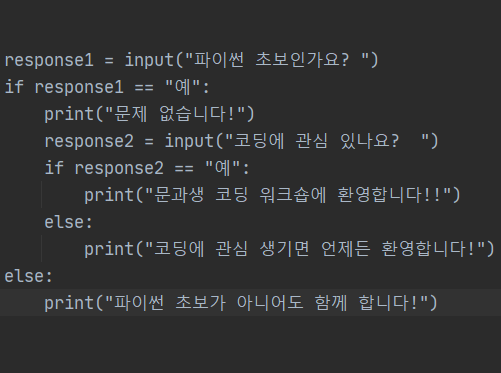 response1 = input("파이썬 초보인가요? ")
if response1 == "예":
    print("문제 없습니다!")
    response2 = input("코딩에 관심 있나요?  ")
    if response2 == "예":
        print("문과생 코딩 워크숍에 환영합니다!!")
    else:
        print("코딩에 관심 생기면 언제든 환영합니다!")
else:
    print("파이썬 초보가 아니어도 함께 합니다!")